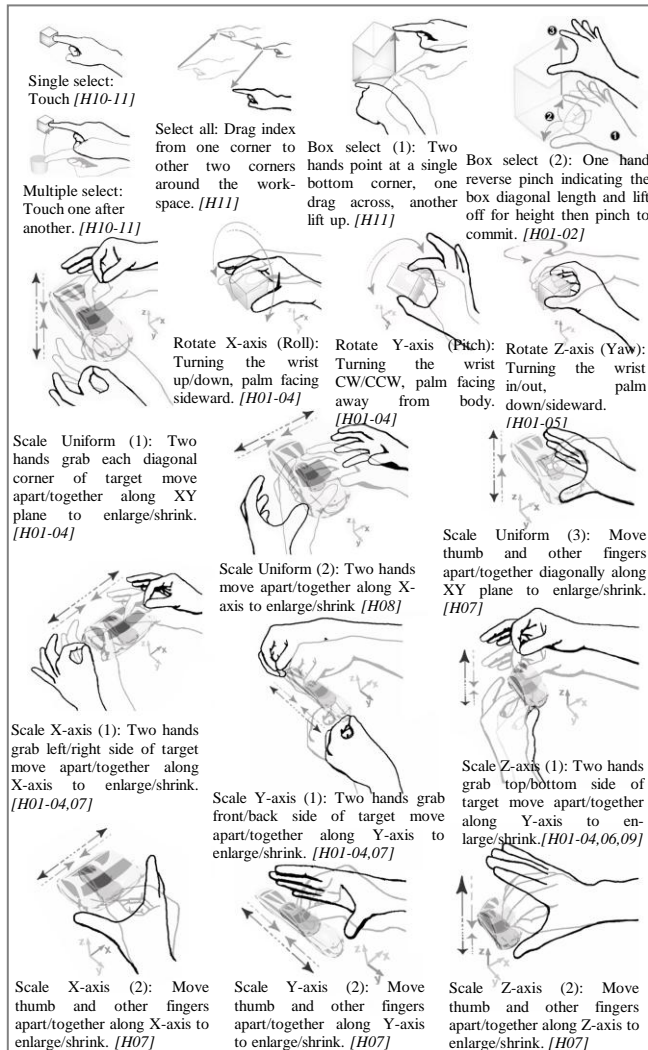 Single select:
Touch [H10-11]
Multiple select:
Touch one after
another. [H10-11]
Select all: Drag index
from one corner to
other two corners
around the work-
space. [H11]
Box select (1): Two
hands point at a single
bottom corner, one
drag across, another
lift up. [H11]
❸
❷
❶
Box select (2): One hand
reverse pinch indicating the
box diagonal length and lift
off for height then pinch to
commit. [H01-02]
z
x
y
Scale Uniform (1): Two
hands grab each diagonal
corner of target move
apart/together along XY
plane to enlarge/shrink.
[H01-04]
z
x
y
Rotate X-axis (Roll):
Turning the wrist
up/down, palm facing
sideward. [H01-04]
z
x
y
Rotate Y-axis (Pitch):
Turning the wrist
CW/CCW, palm facing
away from body.
[H01-04]
z
x
y
Rotate Z-axis (Yaw):
Turning the wrist
in/out, palm
down/sideward.
[H01-05]
z
x
y
Scale Uniform (2): Two hands
move apart/together along X-
axis to enlarge/shrink [H08]
z
x
y
Scale Uniform (3): Move
thumb and other fingers
apart/together diagonally along
XY plane to enlarge/shrink.
[H07]
z
x
y
Scale X-axis (1): Two hands
grab left/right side of target
move apart/together along
X-axis to enlarge/shrink.
[H01-04,07]
z
x
y
Scale Y-axis (1): Two hands grab
front/back side of target move
apart/together along Y-axis to
enlarge/shrink. [H01-04,07]
z
x
y
Scale Z-axis (1): Two hands
grab top/bottom side of
target move apart/together
along Y-axis to en-
large/shrink.[H01-04,06,09]
z
x
y
Scale X-axis (2): Move
thumb and other fingers
apart/together along X-axis to
enlarge/shrink. [H07]
z
x
y
Scale Y-axis (2): Move
thumb and other fingers
apart/together along Y-axis
to enlarge/shrink. [H07]
z
x
y
Scale Z-axis (2): Move
thumb and other fingers
apart/together along Z-axis to
enlarge/shrink. [H07]